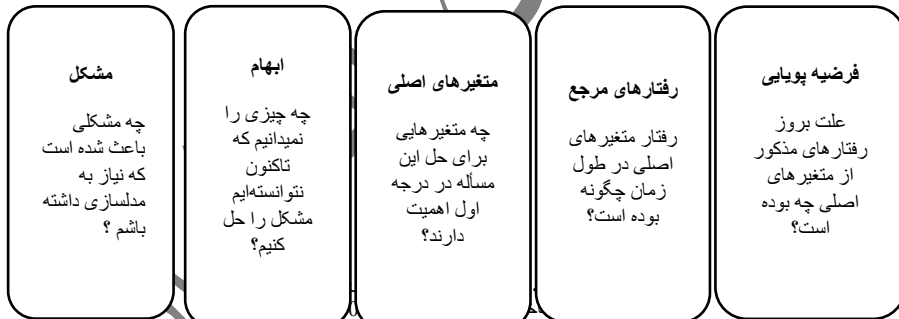 فرضیه پویایی
علت بروز
رفتارهای مذکور
از متغیرهای
اصلی چه بوده
است؟
رفتارهای مرجع
رفتار متغیرهای
اصلی در طول
زمان چگونه
بوده است؟
متغیرهای اصلی
چه متغیرهایی
برای حل این
مسأله در درجه
اول اهمیت
دارند؟
ابهام
چه چیزی را
نمیدانیم که
تاکنون
نتوانسته‌ایم
مشکل را حل
کنیم؟
مشکل
چه مشکلی
باعث شده است
که نیاز به
مدلسازی داشته
باشم ؟